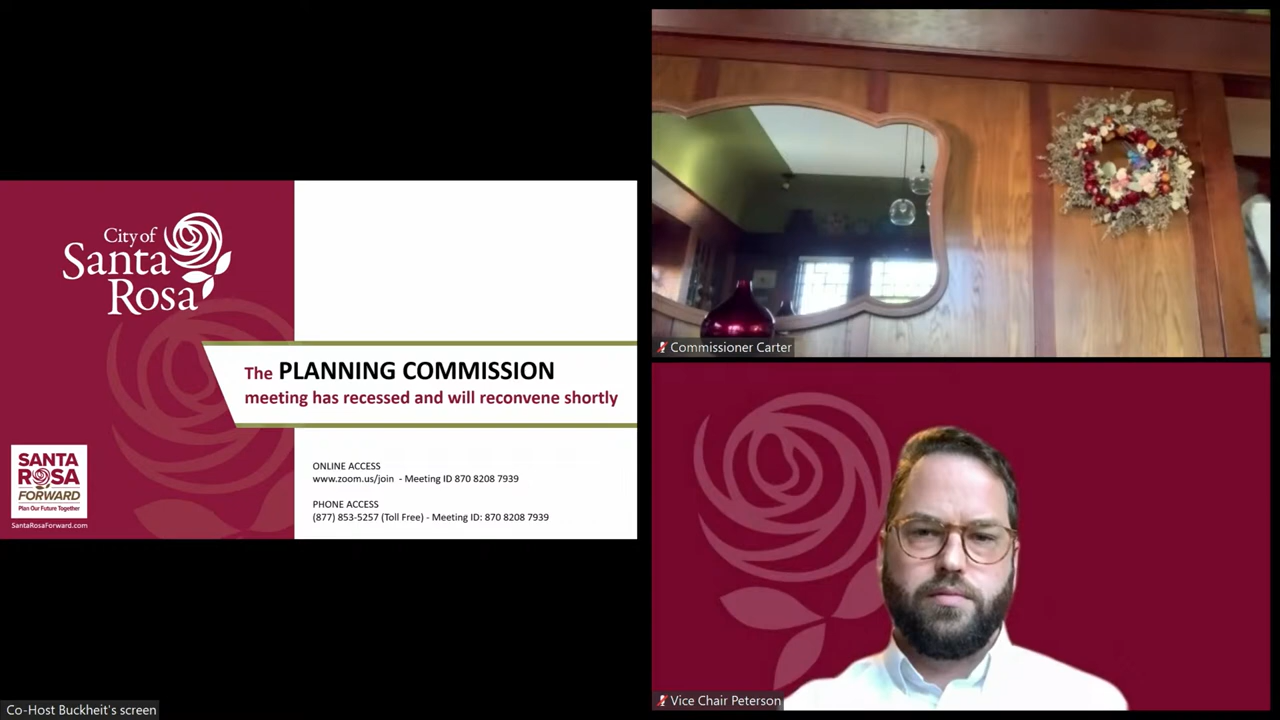 City of
Santa
Rosa
The PLANNING COMMISSION
meeting has recessed and will reconvene shortly
SANTA
ROSA
FORWARD
Plan Our Future Together
SantaRosaForward.com
ONLINE ACCESS
www.zoom.us/join - Meeting ID 870 8208 7939
PHONE ACCESS
(877) 853-5257 (Toll Free) - Meeting ID: 870 8208 7939
Co-Host Buckheit's screen
Commissioner Carter
Vice Chair Peterson